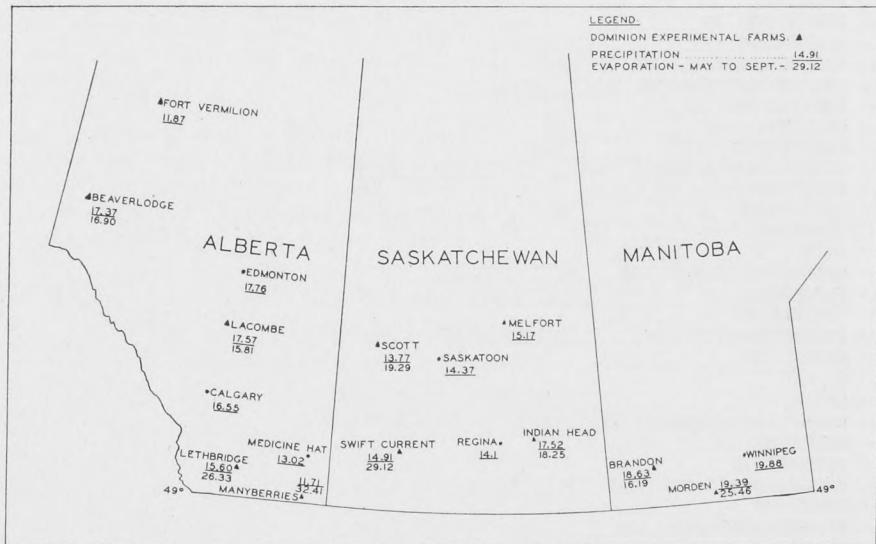 LEGEND.
DOMINION EXPERIMENTAL FARMS. ▲
PRECIPITATION ........................ 14.91
EVAPORATION - MAY TO SEPT. - 29.12
FORT VERMILION
11.87
BEAVERLODGE
17.37
16.90
ALBERTA
SASKATCHEWAN
MANITOBA
EDMONTON
17.76
LACOMBE
17.57
15.81
SCOTT
13.77
19.29
MELFORT
15.17
SASKATOON
14.37
CALGARY
16.55
MEDICINE HAT
13.02
LETHBRIDGE
15.60
26.33
11.71
32.41
MANYBERRIES
49°
SWIFT CURRENT
14.91
29.12
REGINA
14.1
INDIAN HEAD
17.52
18.25
BRANDON
18.63
16.19
WINNIPEG
19.88
MORDEN
19.39
25.46
49°